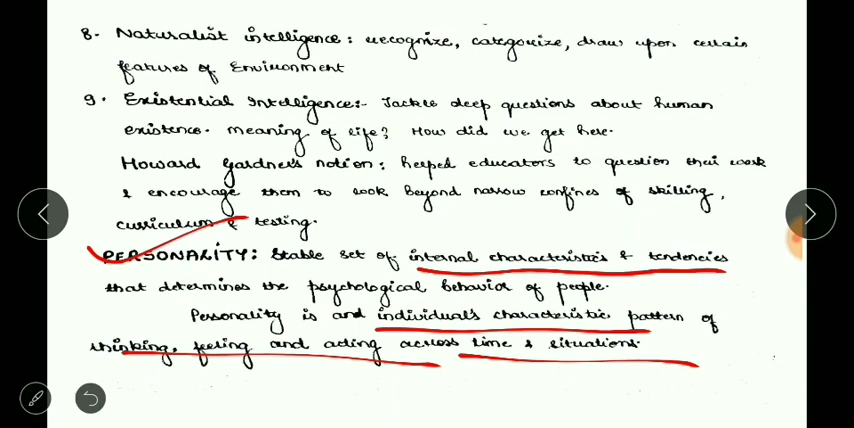 8. Naturalist intelligence: recognize, categorize, draw upon certain
features of Environment
9. Existential Intelligence:- Tackle deep questions about human
existence. meaning of life? How did we get here.
Howard Gardner's notion: helped educators to question their work
& encourage them to look beyond narrow confines of skilling,
curriculum & testing.
PERSONALITY: Stable set of internal characteristics & tendencies
that determines the psychological behavior of people.
Personality is and individual's characteristic pattern of
thinking, feeling and acting across time & situations.